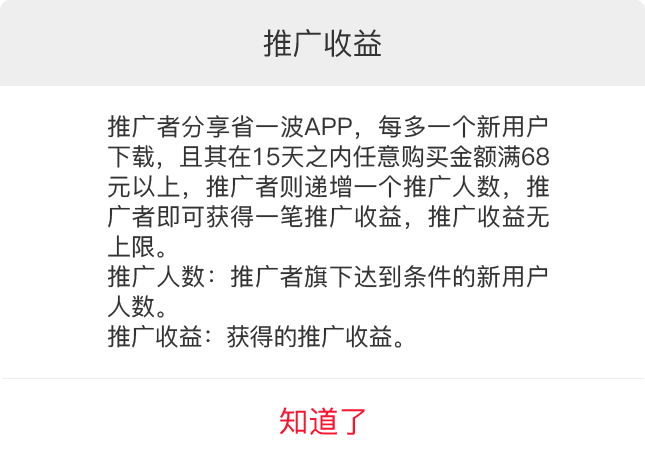 推广收益
推广者分享省一波APP，每多一个新用户
下载，且其在15天之内任意购买金额满68
元以上，推广者则递增一个推广人数，推
广者即可获得一笔推广收益，推广收益无
上限。
推广人数：推广者旗下达到条件的新用户
人数。
推广收益：获得的推广收益。
知道了